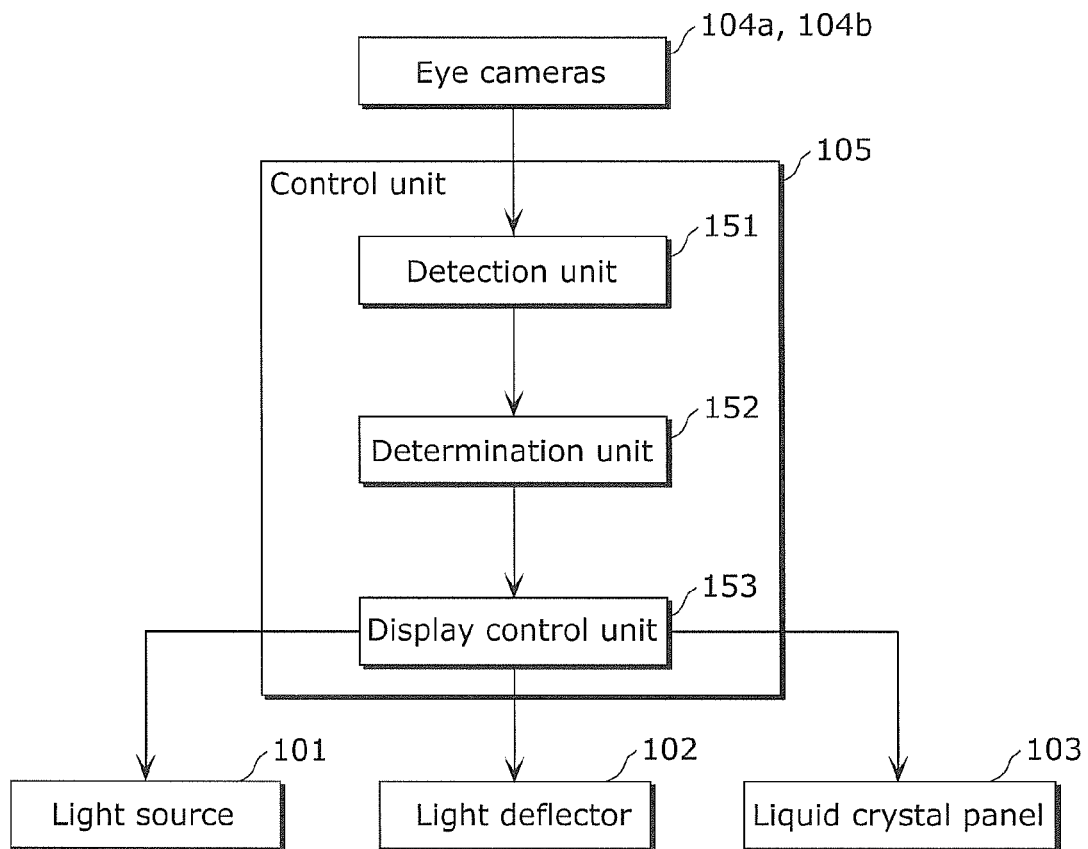 104a, 104b
Eye cameras
105
Control unit
151
Detection unit
152
Determination unit
153
Display control unit
101
102
103
Light source
Light deflector
Liquid crystal panel